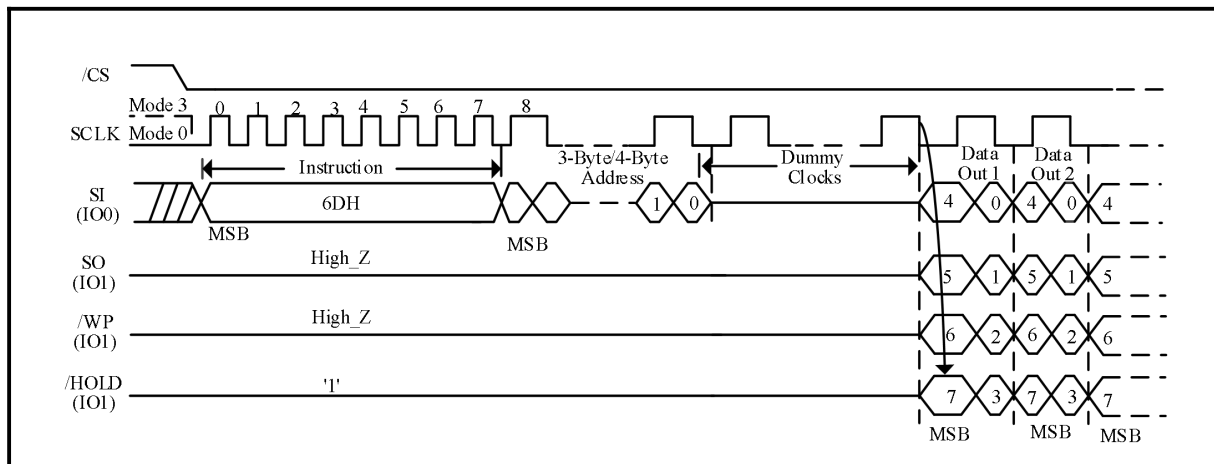 /CS
Mode 3
0 1 2 3 4 5 6 7 8
SCLK Mode 0
Instruction
3-Byte/4-Byte
Address
Dummy
Clocks
Data
Out 1
Data
Out 2
SI
(IO0)
6DH
1 0
4 0 4 0 4
MSB
MSB
SO
(IO1)
High_Z
5 1 5 1 5
/WP
(IO1)
High_Z
6 2 6 2 6
/HOLD
(IO1)
'1'
7 3 7 3 7
MSB
MSB
MSB